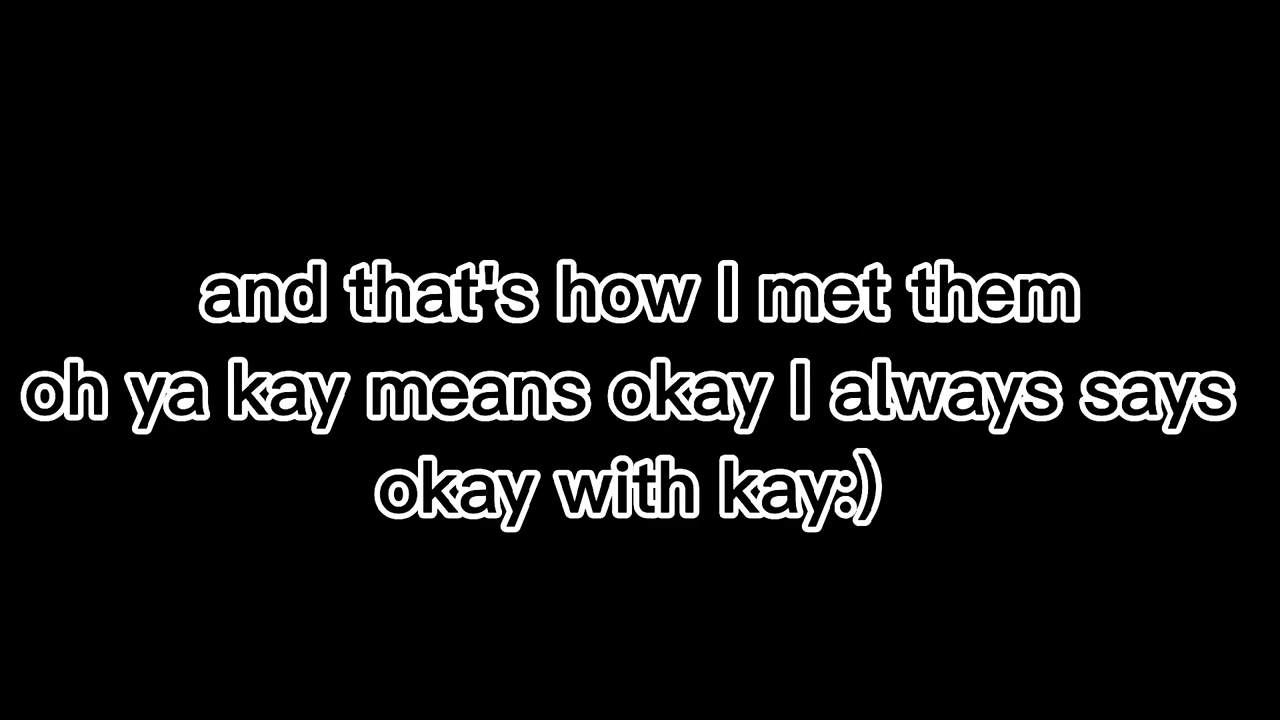 and that's how I met them
oh ya kay means okay I always says
okay with kay:)